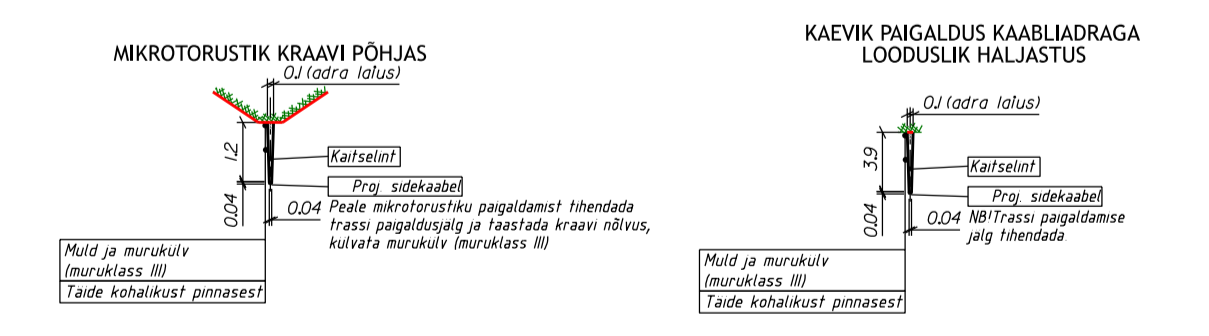 MIKROTORUSTIK KRAAVI PÕHJAS
0.1 (adra laius)
1.2
Kaitselint
Proj. sidekaabel
0.04
0.04
Peale mikrotorustiku paigaldamist tihendada
trassi paigaldusjälg ja taastada kraavi nõlvus,
külvata murukülv (muruklass III)
Muld ja murukülv
(muruklass III)
Täide kohalikust pinnasest
KAEVIK PAIGALDUS KAABLIADRAGA
LOODUSLIK HALJASTUS
0.1 (adra laius)
3.9
Kaitselint
Proj. sidekaabel
0.04
0.04
NB!Trassi paigaldamise
jälg tihendada.
Muld ja murukülv
(muruklass III)
Täide kohalikust pinnasest